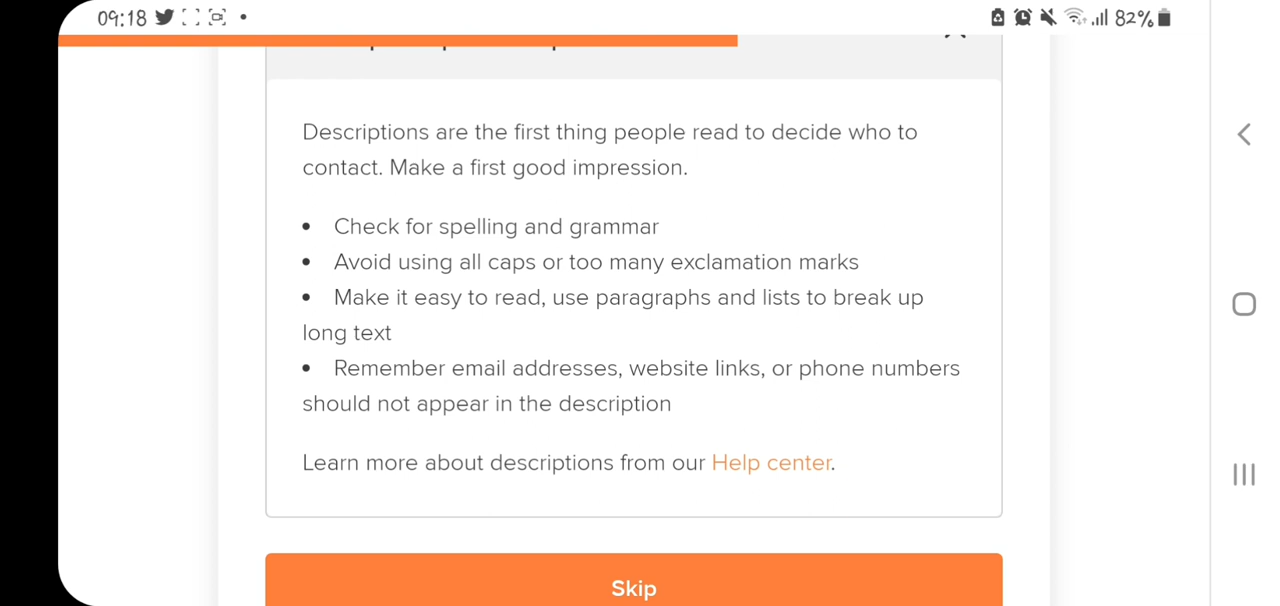 09:18
82%
Descriptions are the first thing people read to decide who to
contact. Make a first good impression.
• Check for spelling and grammar
• Avoid using all caps or too many exclamation marks
• Make it easy to read, use paragraphs and lists to break up
long text
• Remember email addresses, website links, or phone numbers
should not appear in the description
Learn more about descriptions from our Help center.
Skip